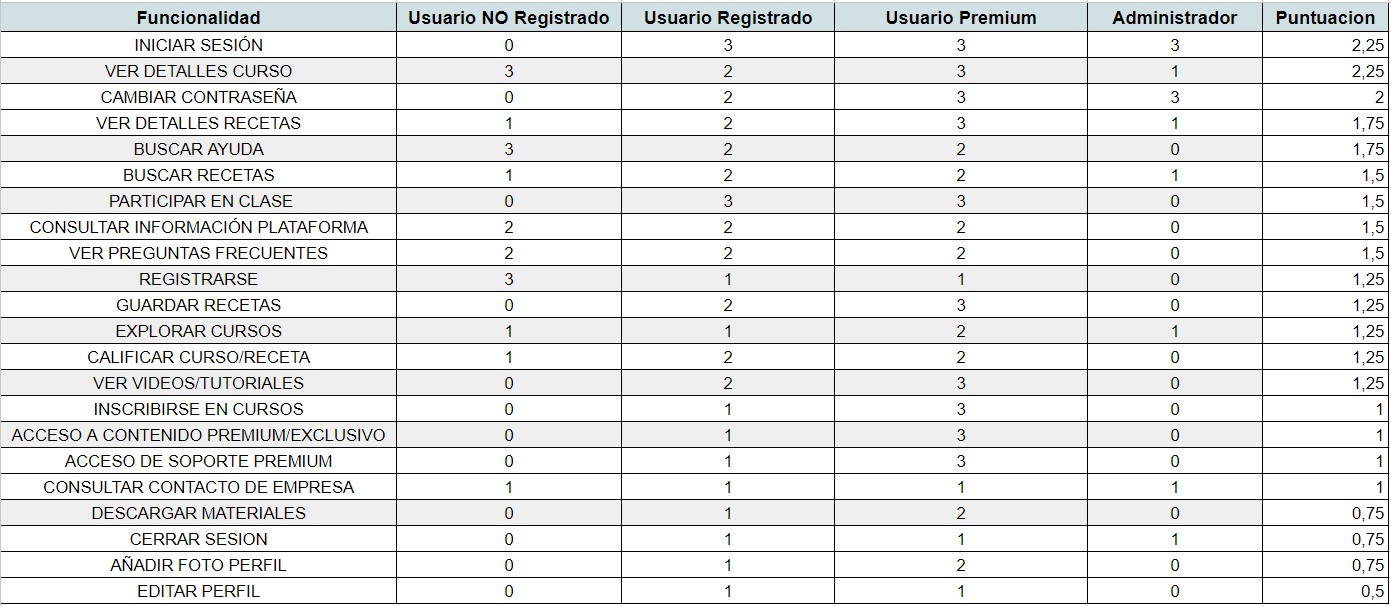 Funcionalidad Usuario NO Registrado Usuario Registrado Usuario Premium Administrador Puntuacion
INICIAR SESIÓN 0 3 3 3 2,25
VER DETALLES CURSO 3 2 3 1 2,25
CAMBIAR CONTRASEÑA 0 2 3 3 2
VER DETALLES RECETAS 1 2 3 1 1,75
BUSCAR AYUDA 3 2 2 0 1,75
BUSCAR RECETAS 1 2 2 1 1,5
PARTICIPAR EN CLASE 0 3 3 0 1,5
CONSULTAR INFORMACIÓN PLATAFORMA 2 2 2 0 1,5
VER PREGUNTAS FRECUENTES 2 2 2 0 1,5
REGISTRARSE 3 1 1 0 1,25
GUARDAR RECETAS 0 2 3 0 1,25
EXPLORAR CURSOS 1 1 2 1 1,25
CALIFICAR CURSO/RECETA 1 2 2 0 1,25
VER VIDEOS/TUTORIALES 0 2 3 0 1,25
INSCRIBIRSE EN CURSOS 0 1 3 0 1
ACCESO A CONTENIDO PREMIUM/EXCLUSIVO 0 1 3 0 1
ACCESO DE SOPORTE PREMIUM 0 1 3 0 1
CONSULTAR CONTACTO DE EMPRESA 1 1 1 1 1
DESCARGAR MATERIALES 0 1 2 0 0,75
CERRAR SESION 0 1 1 1 0,75
AÑADIR FOTO PERFIL 0 1 2 0 0,75
EDITAR PERFIL 0 1 1 0 0,5